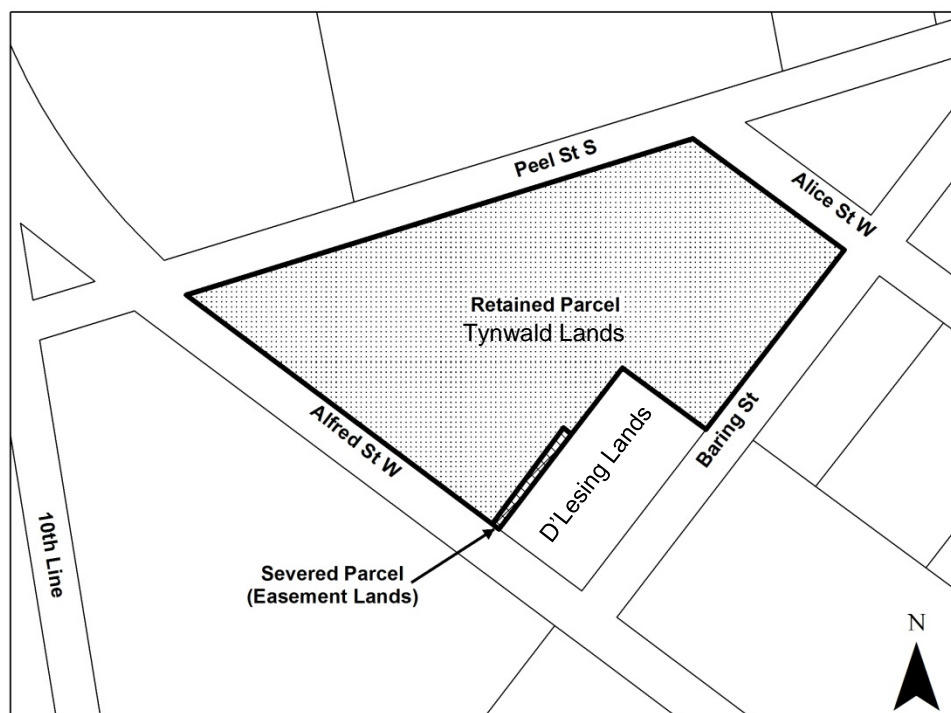 Peel St S
Alice St W
Retained Parcel
Tynwald Lands
Alfred St W
Baring St
D'Lesing Lands
10th Line
Severed Parcel
(Easement Lands)
N